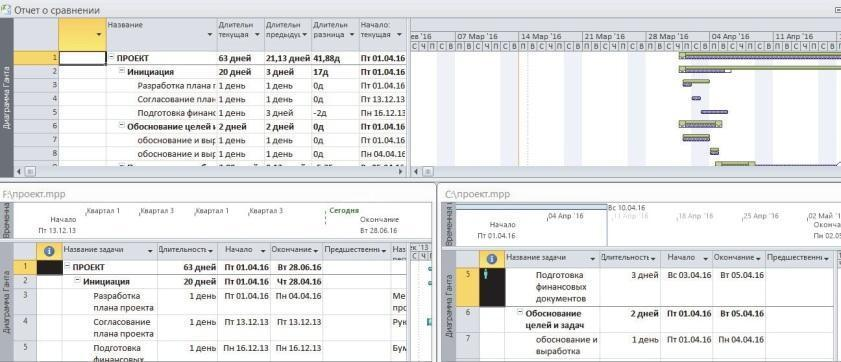 Отчет о сравнении
Название Длительн текущая Длительн предыдущ Длительн разница Начало: текущая
ев '16 07 Мар '16 14 Мар '16 21 Мар '16 28 Мар '16 04 Апр '16 11 Апр '16
1 ПРОЕКТ 63 дней 21,13 дней 41,88д Пт 01.04.16
2 Инициация 20 дней 3 дней 17д Пт 01.04.16
3 Разработка плана п 1 день 1 день 0д Пт 01.04.16
4 Согласование план 1 день 1 день 0д Пт 13.12.13
5 Подготовка финанс 1 день 3 дней -2д Пн 16.12.13
6 Обоснование целей и 2 дней 2 дней 0д Пт 01.04.16
7 обоснование и выр 1 день 1 день 0д Пт 01.04.16
8 обоснование и выр 1 день 1 день 0д Пн 04.04.16
Диаграмма Ганта
F:\проект.mpp
Временная
Квартал 1 Квартал 3 Квартал 1 Квартал 3 Сегодня
Начало Окончание
Пт 13.12.13 Вт 28.06.16
Название задачи Длительность Начало Окончание Предшественн Наз
1 ПРОЕКТ 63 дней Пт 01.04.16 Вт 28.06.16
2 Инициация 20 дней Пт 01.04.16 Чт 28.04.16
3 Разработка плана проекта 1 день Пт 01.04.16 Пн 04.04.16 Ме про
4 Согласование плана проекта 1 день Пт 13.12.13 Пт 13.12.13 Рук
5 Подготовка финансовых 1 день Пн 16.12.13 Пн 16.12.13 Бум
Диаграмма Ганта
C:\проект.mpp
Временная
Вс 10.04.16
04 Апр '16 11 Апр '16 18 Апр '16 25 Апр '16 02 Май '
Начало Оконча
Пт 01.04.16 Пн 02.05
Название задачи Длительность Начало Окончание Предшественн
5 Подготовка финансовых документов 3 дней Вс 03.04.16 Вт 05.04.16
6 Обоснование целей и задач 2 дней Пт 01.04.16 Вт 05.04.16
7 обоснование и выработка 1 день Пт 01.04.16 Пн 04.04.16
Диаграмма Ганта